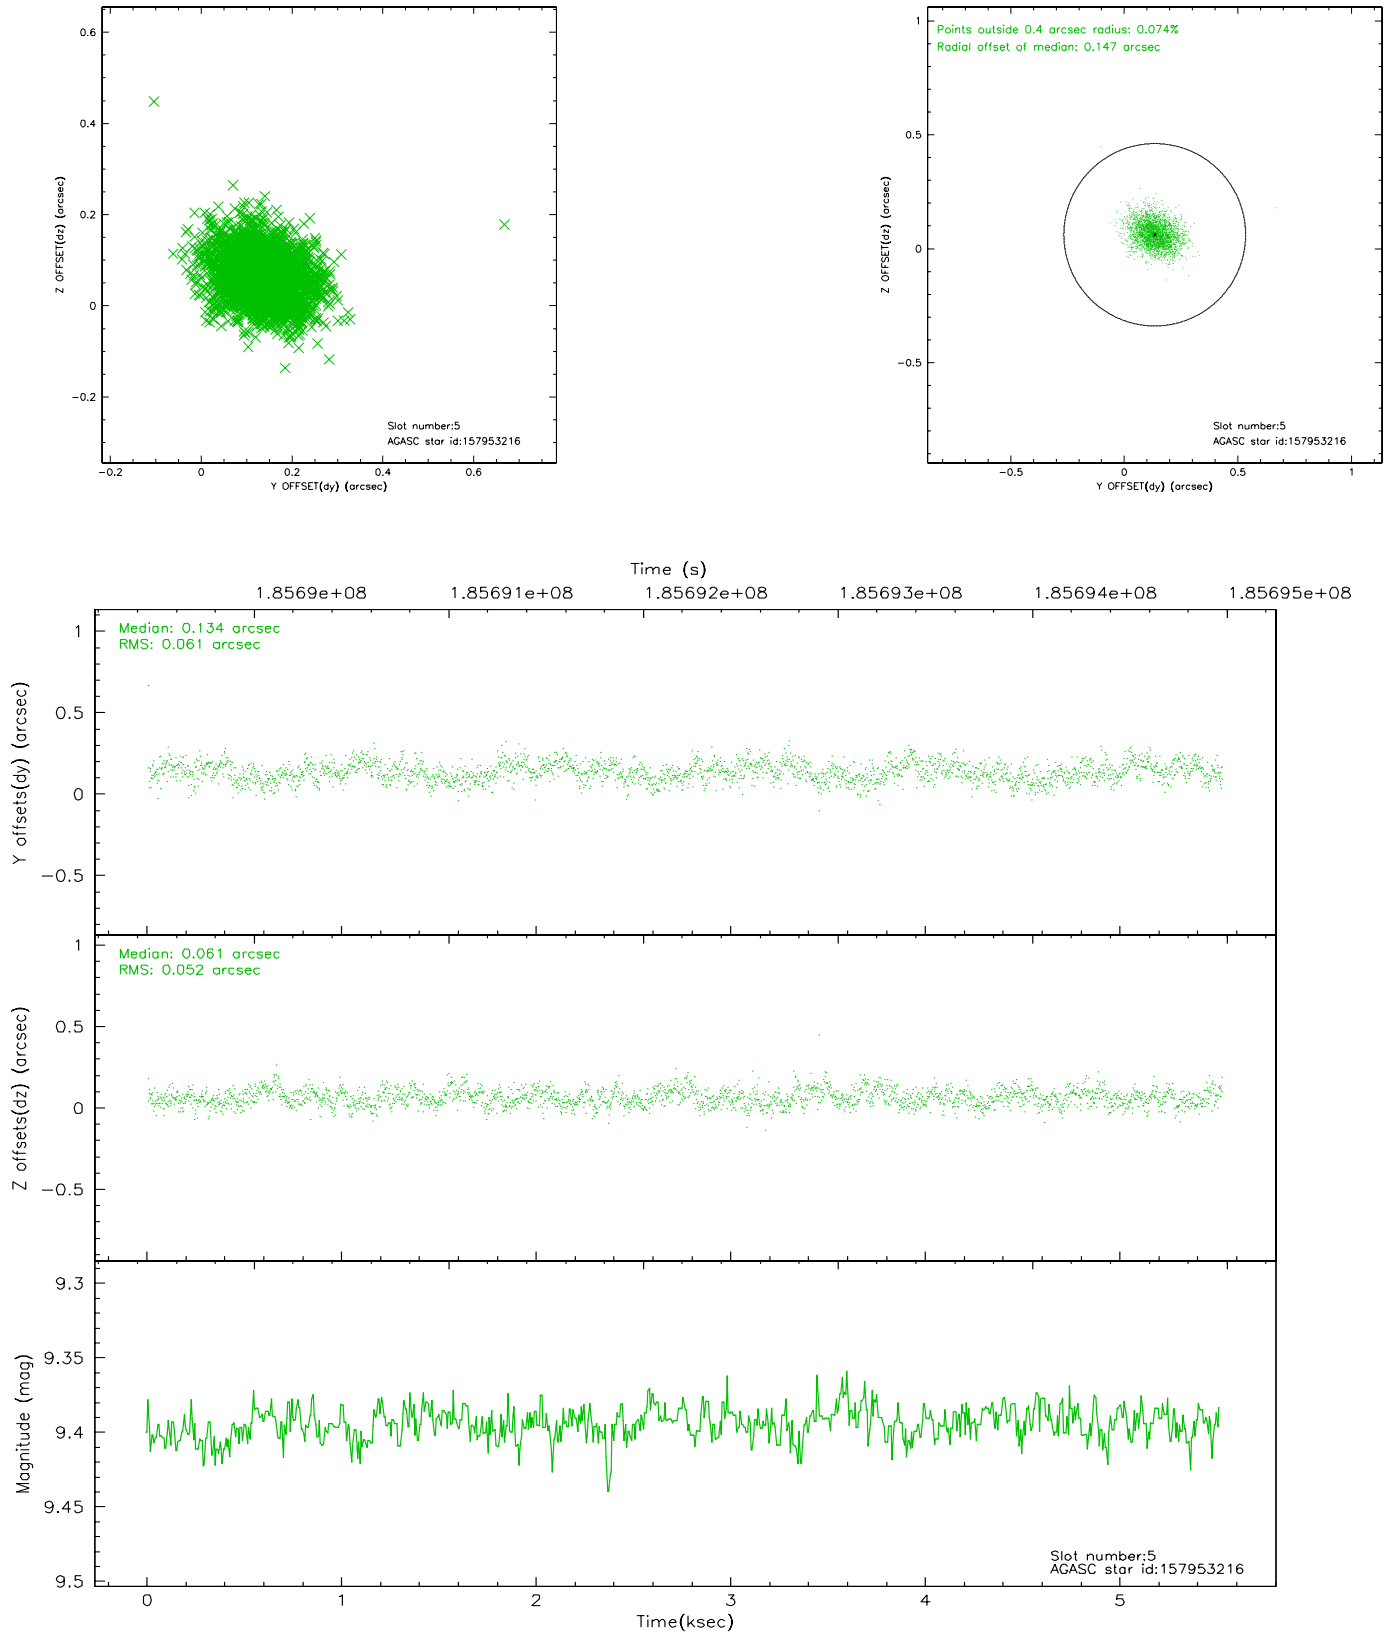 0.6
0.4
0.2
0
−0.2
Z OFFSET(dz) (arcsec)
Slot number:5
AGASC star id:157953216
−0.2 0 0.2 0.4 0.6
Y OFFSET(dy) (arcsec)
Points outside 0.4 arcsec radius: 0.074%
Radial offset of median: 0.147 arcsec
1
0.5
0
−0.5
Z OFFSET(dz) (arcsec)
Slot number:5
AGASC star id:157953216
−0.5 0 0.5 1
Y OFFSET(dy) (arcsec)
Time (s)
1.8569e+08 1.85691e+08 1.85692e+08 1.85693e+08 1.85694e+08 1.85695e+08
Median: 0.134 arcsec
RMS: 0.061 arcsec
1
0.5
0
−0.5
Y offsets(dy) (arcsec)
Median: 0.061 arcsec
RMS: 0.052 arcsec
1
0.5
0
−0.5
Z offsets(dz) (arcsec)
9.3
9.35
9.4
9.45
9.5
Magnitude (mag)
Slot number:5
AGASC star id:157953216
0 1 2 3 4 5
Time(ksec)